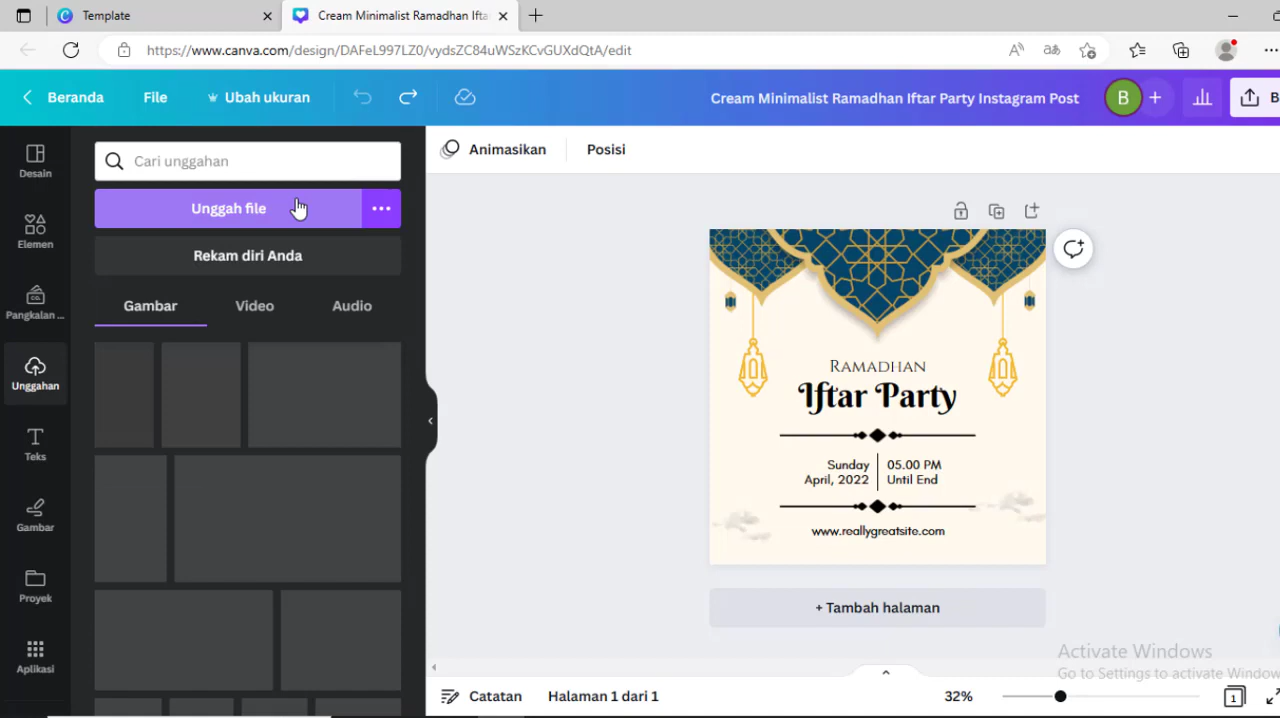 Template
Cream Minimalist Ramadhan Ifta
https://www.canva.com/design/DAFeL997LZ0/vydsZC84uWSzKCvGUXdQtA/edit
Beranda
File
Ubah ukuran
Cream Minimalist Ramadhan Iftar Party Instagram Post
B
B
Desain
Elemen
Pangkalan ...
Unggahan
Teks
Gambar
Proyek
Aplikasi
Cari unggahan
Unggah file
Rekam diri Anda
Gambar
Video
Audio
Animasikan
Posisi
Ramadhan
Iftar Party
Sunday
April, 2022
05.00 PM
Until End
www.reallygreatsite.com
+ Tambah halaman
Activate Windows
Go to Settings to activate Window
Catatan
Halaman 1 dari 1
32%
1